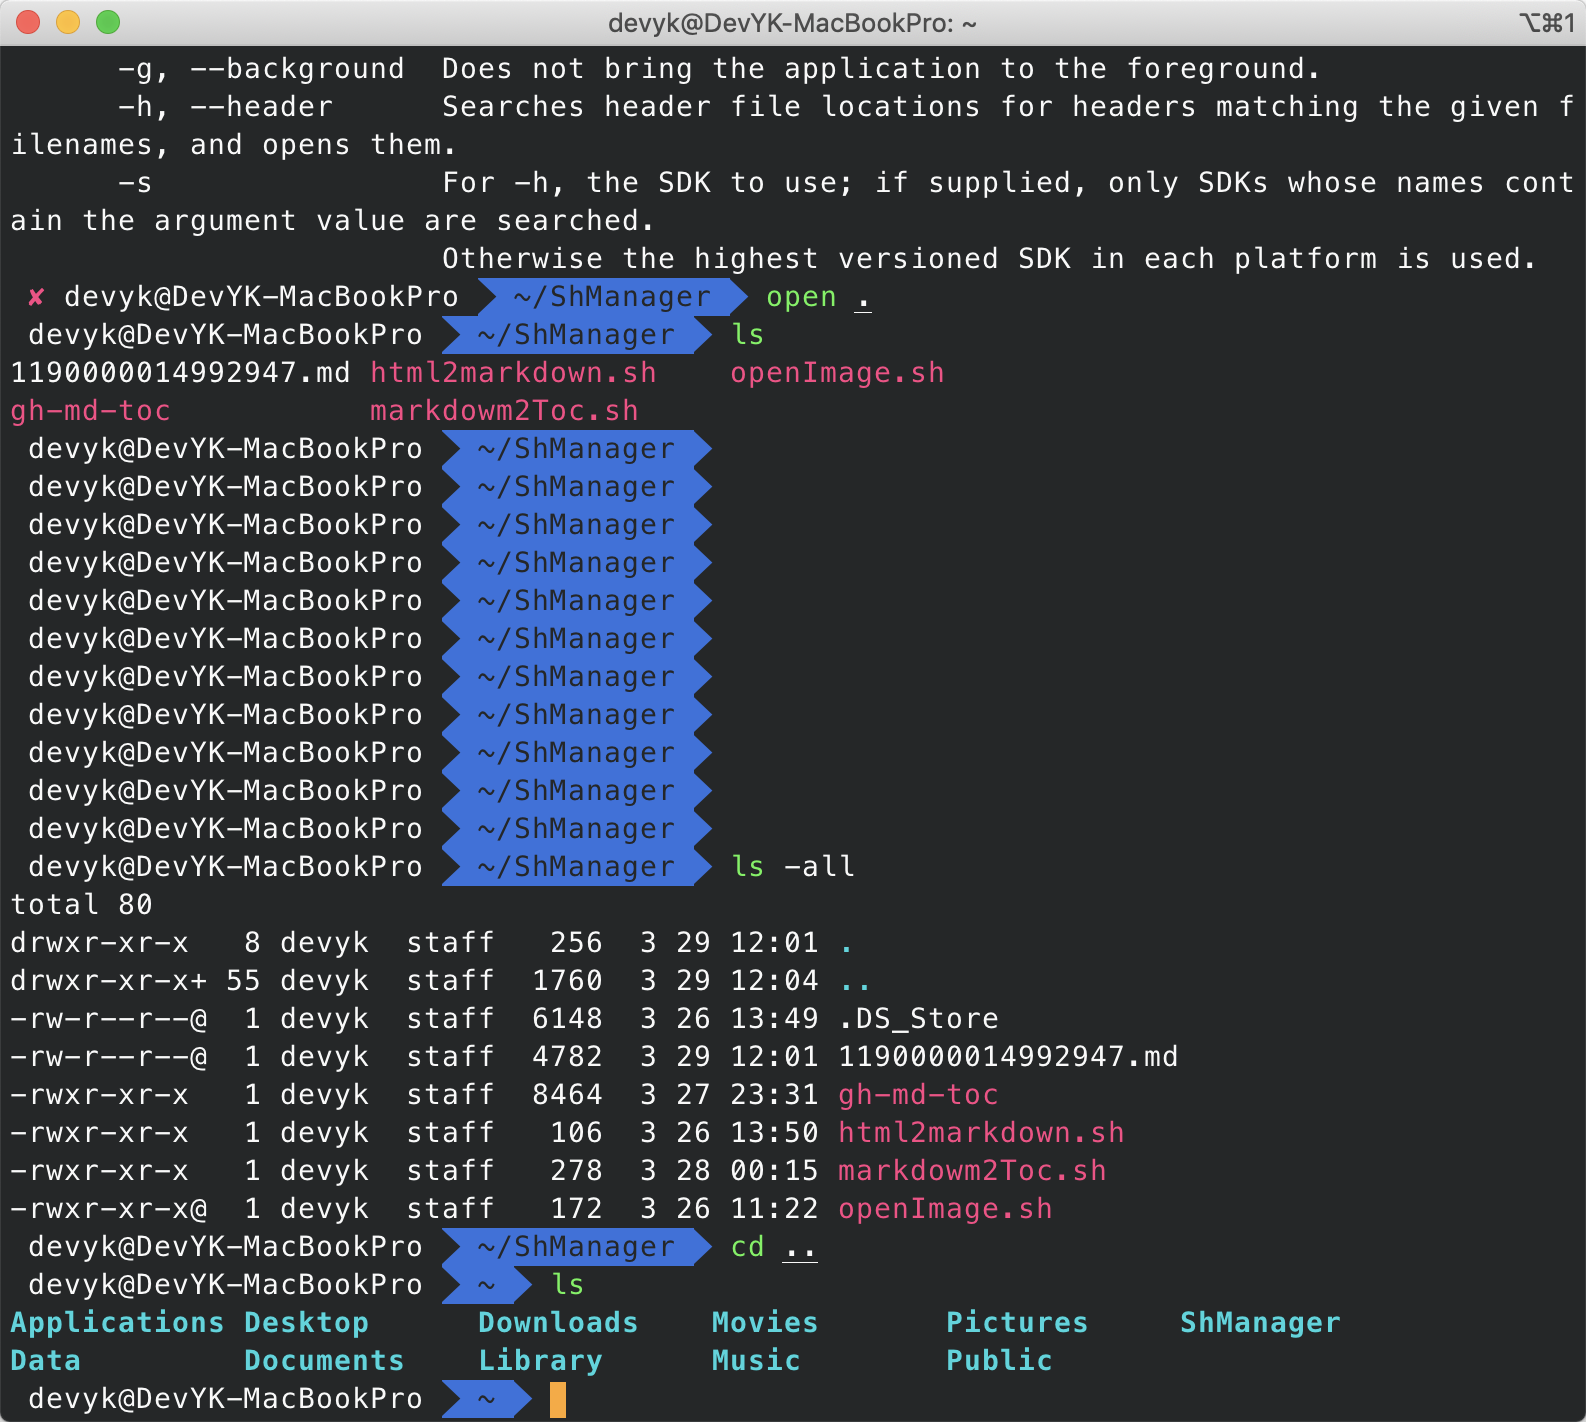 devyk@DevYK-MacBookPro: ~ ⌥⌘1
-g, --background  Does not bring the application to the foreground.
-h, --header      Searches header file locations for headers matching the given f
ilenames, and opens them.
-s                For -h, the SDK to use; if supplied, only SDKs whose names cont
ain the argument value are searched.
Otherwise the highest versioned SDK in each platform is used.
✘ devyk@DevYK-MacBookPro ~/ShManager open .
devyk@DevYK-MacBookPro ~/ShManager ls
1190000014992947.md html2markdown.sh    openImage.sh
gh-md-toc           markdowm2Toc.sh
devyk@DevYK-MacBookPro ~/ShManager
devyk@DevYK-MacBookPro ~/ShManager
devyk@DevYK-MacBookPro ~/ShManager
devyk@DevYK-MacBookPro ~/ShManager
devyk@DevYK-MacBookPro ~/ShManager
devyk@DevYK-MacBookPro ~/ShManager
devyk@DevYK-MacBookPro ~/ShManager
devyk@DevYK-MacBookPro ~/ShManager
devyk@DevYK-MacBookPro ~/ShManager
devyk@DevYK-MacBookPro ~/ShManager
devyk@DevYK-MacBookPro ~/ShManager
devyk@DevYK-MacBookPro ~/ShManager ls -all
total 80
drwxr-xr-x   8 devyk  staff   256  3 29 12:01 .
drwxr-xr-x+ 55 devyk  staff  1760  3 29 12:04 ..
-rw-r--r--@  1 devyk  staff  6148  3 26 13:49 .DS_Store
-rw-r--r--@  1 devyk  staff  4782  3 29 12:01 1190000014992947.md
-rwxr-xr-x   1 devyk  staff  8464  3 27 23:31 gh-md-toc
-rwxr-xr-x   1 devyk  staff   106  3 26 13:50 html2markdown.sh
-rwxr-xr-x   1 devyk  staff   278  3 28 00:15 markdowm2Toc.sh
-rwxr-xr-x@  1 devyk  staff   172  3 26 11:22 openImage.sh
devyk@DevYK-MacBookPro ~/ShManager cd ..
devyk@DevYK-MacBookPro ~ ls
Applications Desktop      Downloads    Movies       Pictures     ShManager
Data         Documents    Library      Music        Public
devyk@DevYK-MacBookPro ~